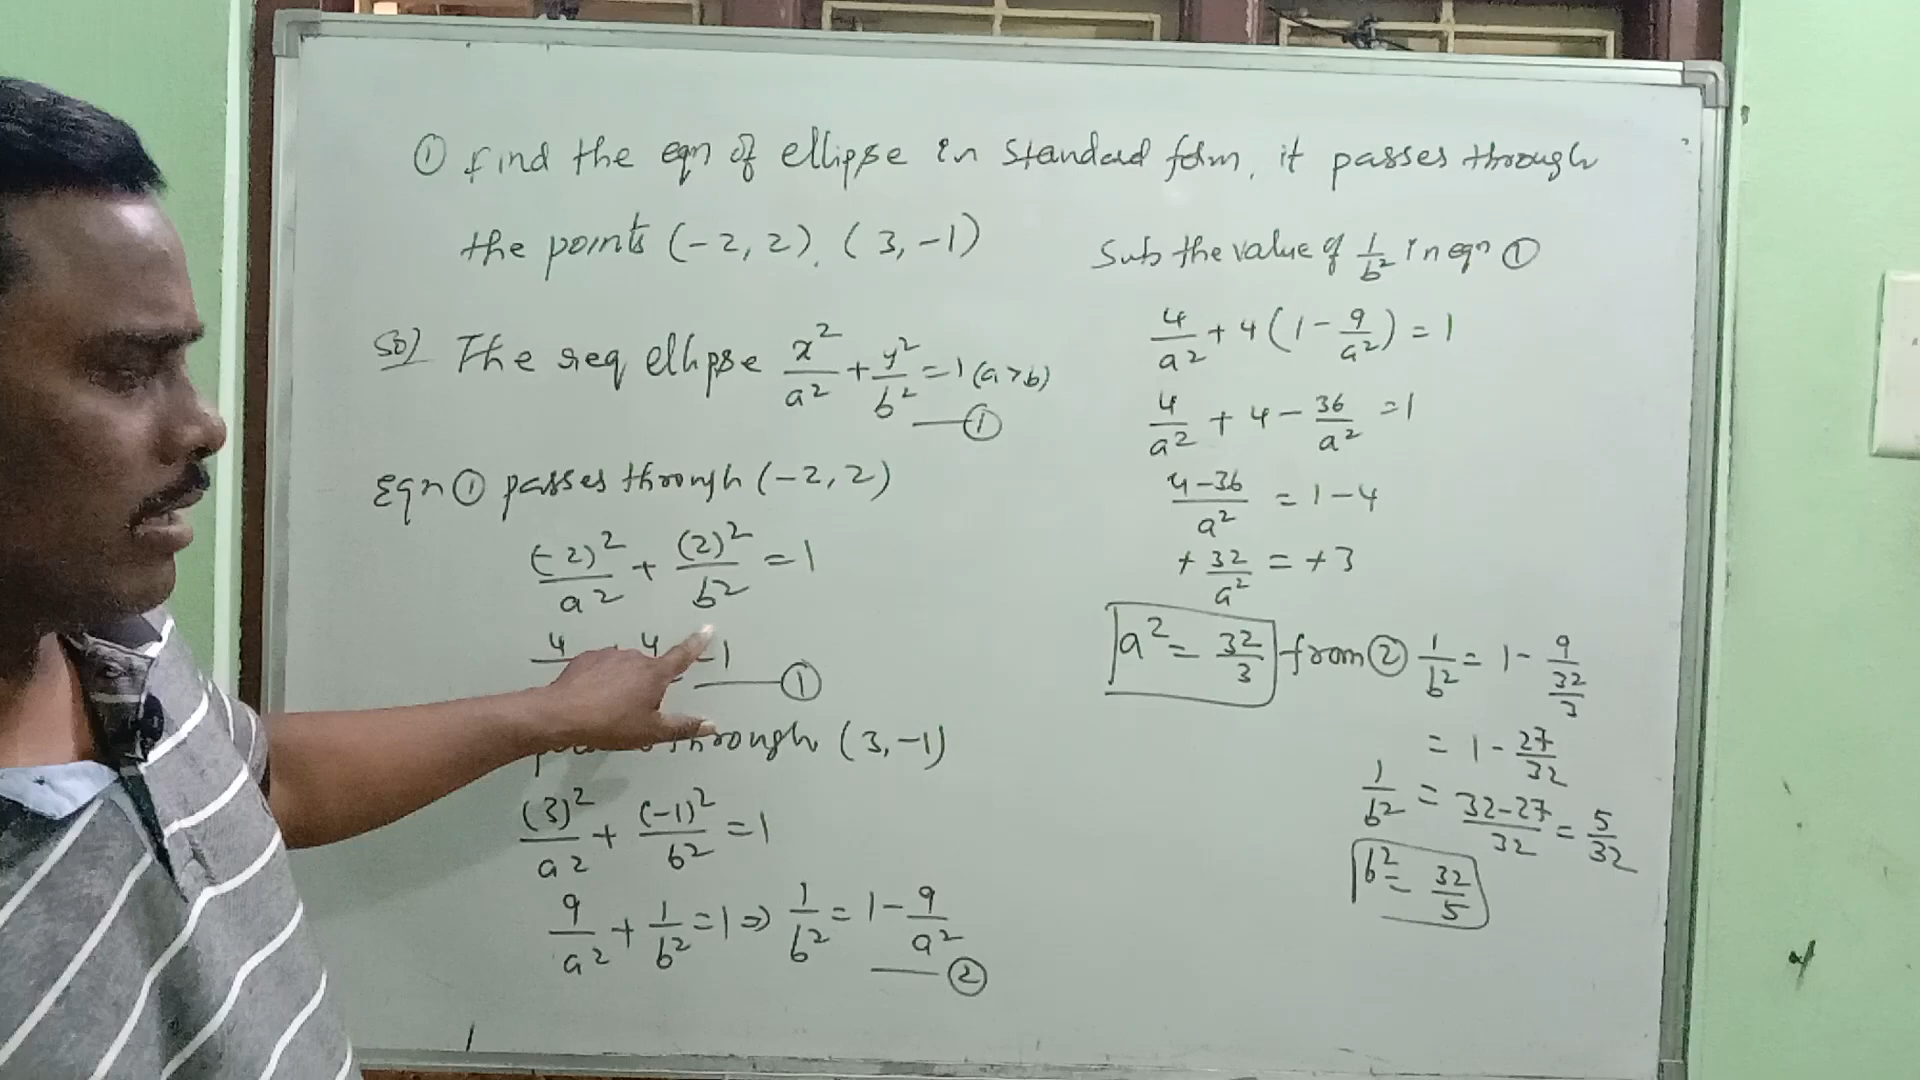 ① Find the eqn of ellipse in standard form, it passes through
the points (-2, 2), (3, -1)
Sol The req ellipse x²/a² + y²/b² = 1 (a>b)
—①
Eqn ① passes through (-2, 2)
(-2)²/a² + (2)²/b² = 1
4 4 =1 —①
through (3, -1)
(3)²/a² + (-1)²/b² = 1
9/a² + 1/b² = 1 ⇒ 1/b² = 1 - 9/a²
—②
Sub the value of 1/b² in eqn ①
4/a² + 4(1 - 9/a²) = 1
4/a² + 4 - 36/a² = 1
4-36/a² = 1-4
+32/a² = +3
a² = 32/3 from ② 1/b² = 1 - 9/(32/3)
= 1 - 27/32
1/b² = 32-27/32 = 5/32
b² = 32/5